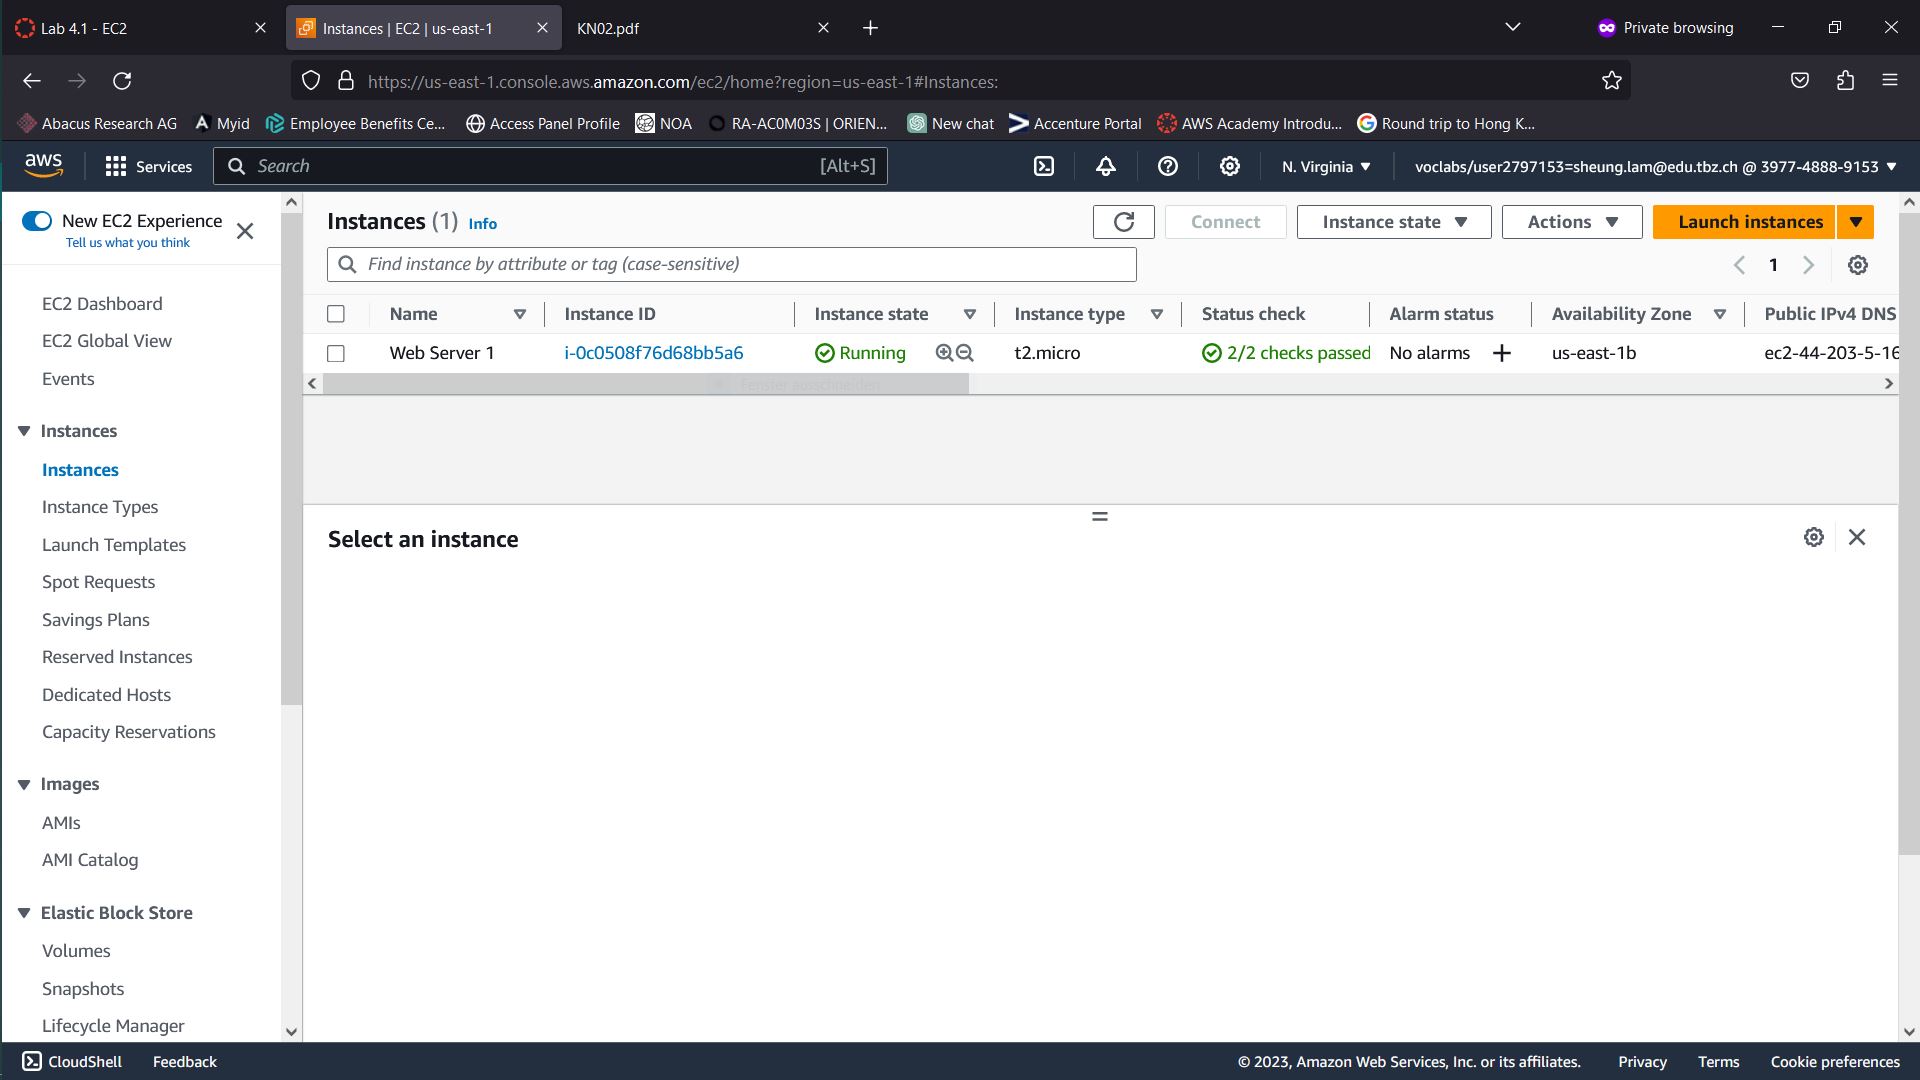 Lab 4.1 - EC2
Instances | EC2 | us-east-1
KN02.pdf
Private browsing
https://us-east-1.console.aws.amazon.com/ec2/home?region=us-east-1#Instances:
Abacus Research AG
Myid
Employee Benefits Ce...
Access Panel Profile
NOA
RA-AC0M03S | ORIEN...
New chat
Accenture Portal
AWS Academy Introdu...
Round trip to Hong K...
aws
Services
Search
[Alt+S]
N. Virginia
voclabs/user2797153=sheung.lam@edu.tbz.ch @ 3977-4888-9153
New EC2 Experience
Tell us what you think
EC2 Dashboard
EC2 Global View
Events
Instances
Instances
Instance Types
Launch Templates
Spot Requests
Savings Plans
Reserved Instances
Dedicated Hosts
Capacity Reservations
Images
AMIs
AMI Catalog
Elastic Block Store
Volumes
Snapshots
Lifecycle Manager
Instances (1) Info
Connect
Instance state
Actions
Launch instances
Find instance by attribute or tag (case-sensitive)
1
Name Instance ID Instance state Instance type Status check Alarm status Availability Zone Public IPv4 DNS
Web Server 1 i-0c0508f76d68bb5a6 Running t2.micro 2/2 checks passed No alarms + us-east-1b ec2-44-203-5-16
Fenster ausschneiden
Select an instance
CloudShell
Feedback
© 2023, Amazon Web Services, Inc. or its affiliates.
Privacy
Terms
Cookie preferences